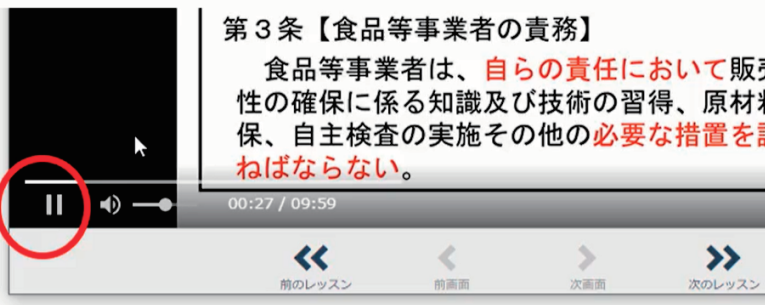 第3条【食品等事業者の責務】
食品等事業者は、自らの責任において販
性の確保に係る知識及び技術の習得、原材
保、自主検査の実施その他の必要な措置を
ねばならない。
00:27 / 09:59
前のレッスン
前画面
次画面
次のレッスン